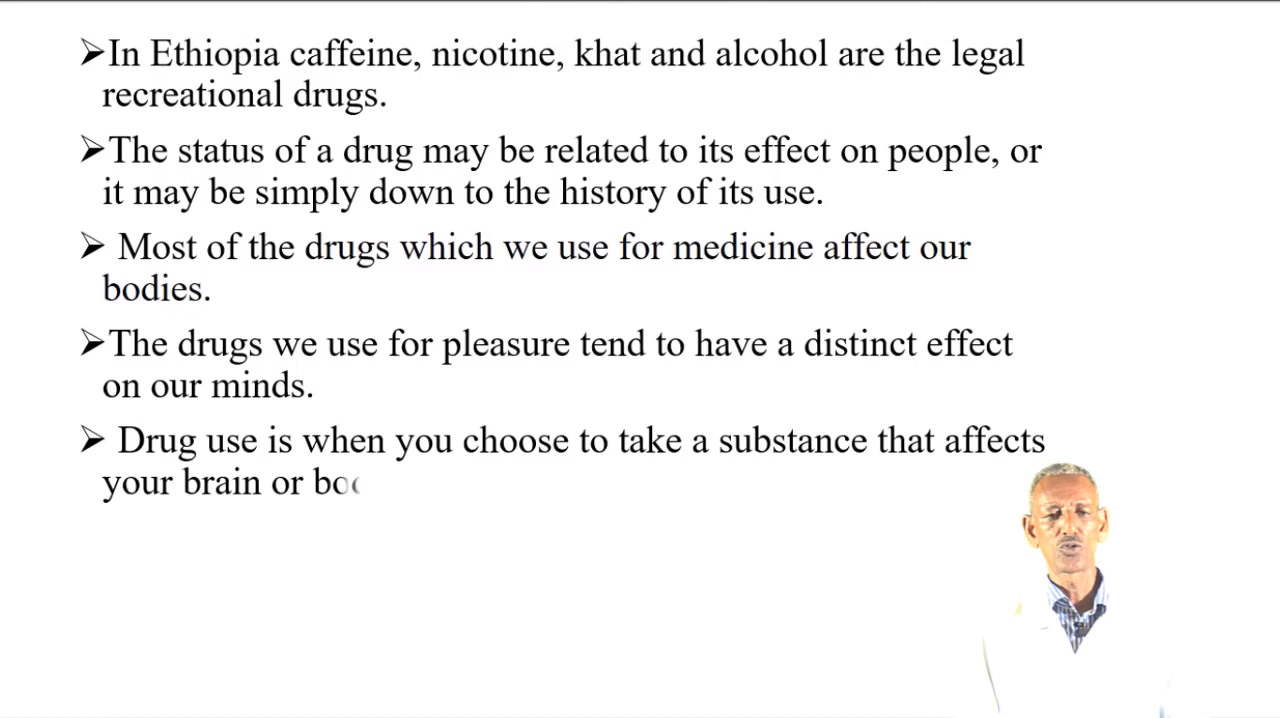 ➢In Ethiopia caffeine, nicotine, khat and alcohol are the legal
recreational drugs.
➢The status of a drug may be related to its effect on people, or
it may be simply down to the history of its use.
➢ Most of the drugs which we use for medicine affect our
bodies.
➢The drugs we use for pleasure tend to have a distinct effect
on our minds.
➢ Drug use is when you choose to take a substance that affects
your brain or